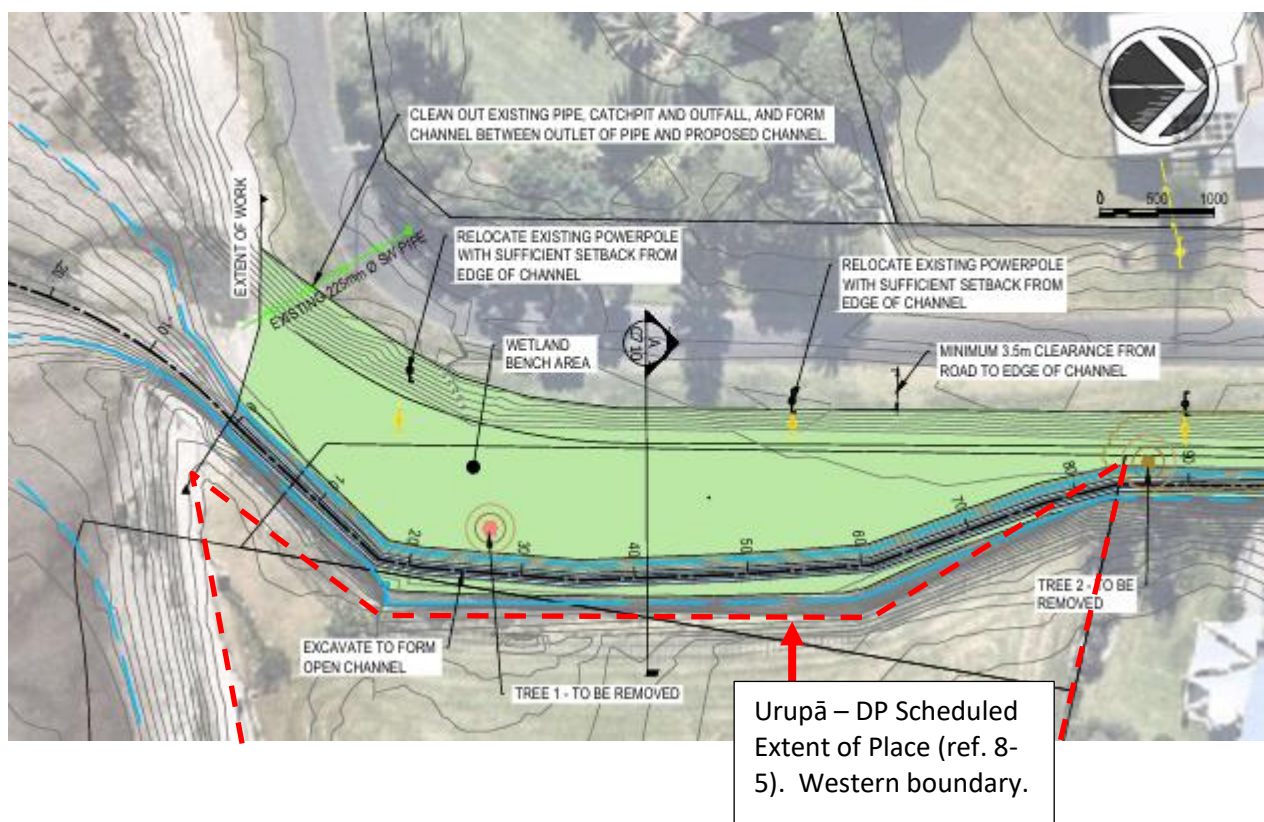 CLEAN OUT EXISTING PIPE, CATCHPIT AND OUTFALL, AND FORM
CHANNEL BETWEEN OUTLET OF PIPE AND PROPOSED CHANNEL.
EXTENT OF WORK
EXISTING 225mm Ø SW PIPE
RELOCATE EXISTING POWERPOLE
WITH SUFFICIENT SETBACK FROM
EDGE OF CHANNEL
0 500 1000
RELOCATE EXISTING POWERPOLE
WITH SUFFICIENT SETBACK FROM
EDGE OF CHANNEL
WETLAND
BENCH AREA
A
MINIMUM 3.5m CLEARANCE FROM
ROAD TO EDGE OF CHANNEL
10
0
10
20
30
40
50
60
70
80
90
TREE 2 - TO BE
REMOVED
EXCAVATE TO FORM
OPEN CHANNEL
TREE 1 - TO BE REMOVED
Urupā – DP Scheduled
Extent of Place (ref. 8-
5). Western boundary.